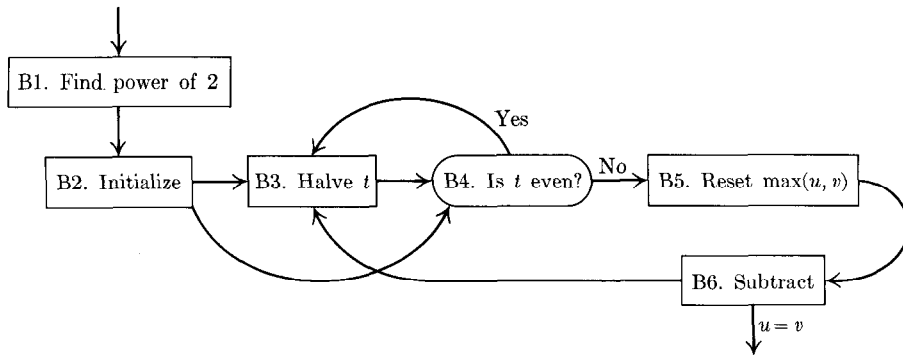 B1. Find power of 2
Yes
B2. Initialize
B3. Halve t
B4. Is t even?
No
B5. Reset max(u, v)
B6. Subtract
u = v